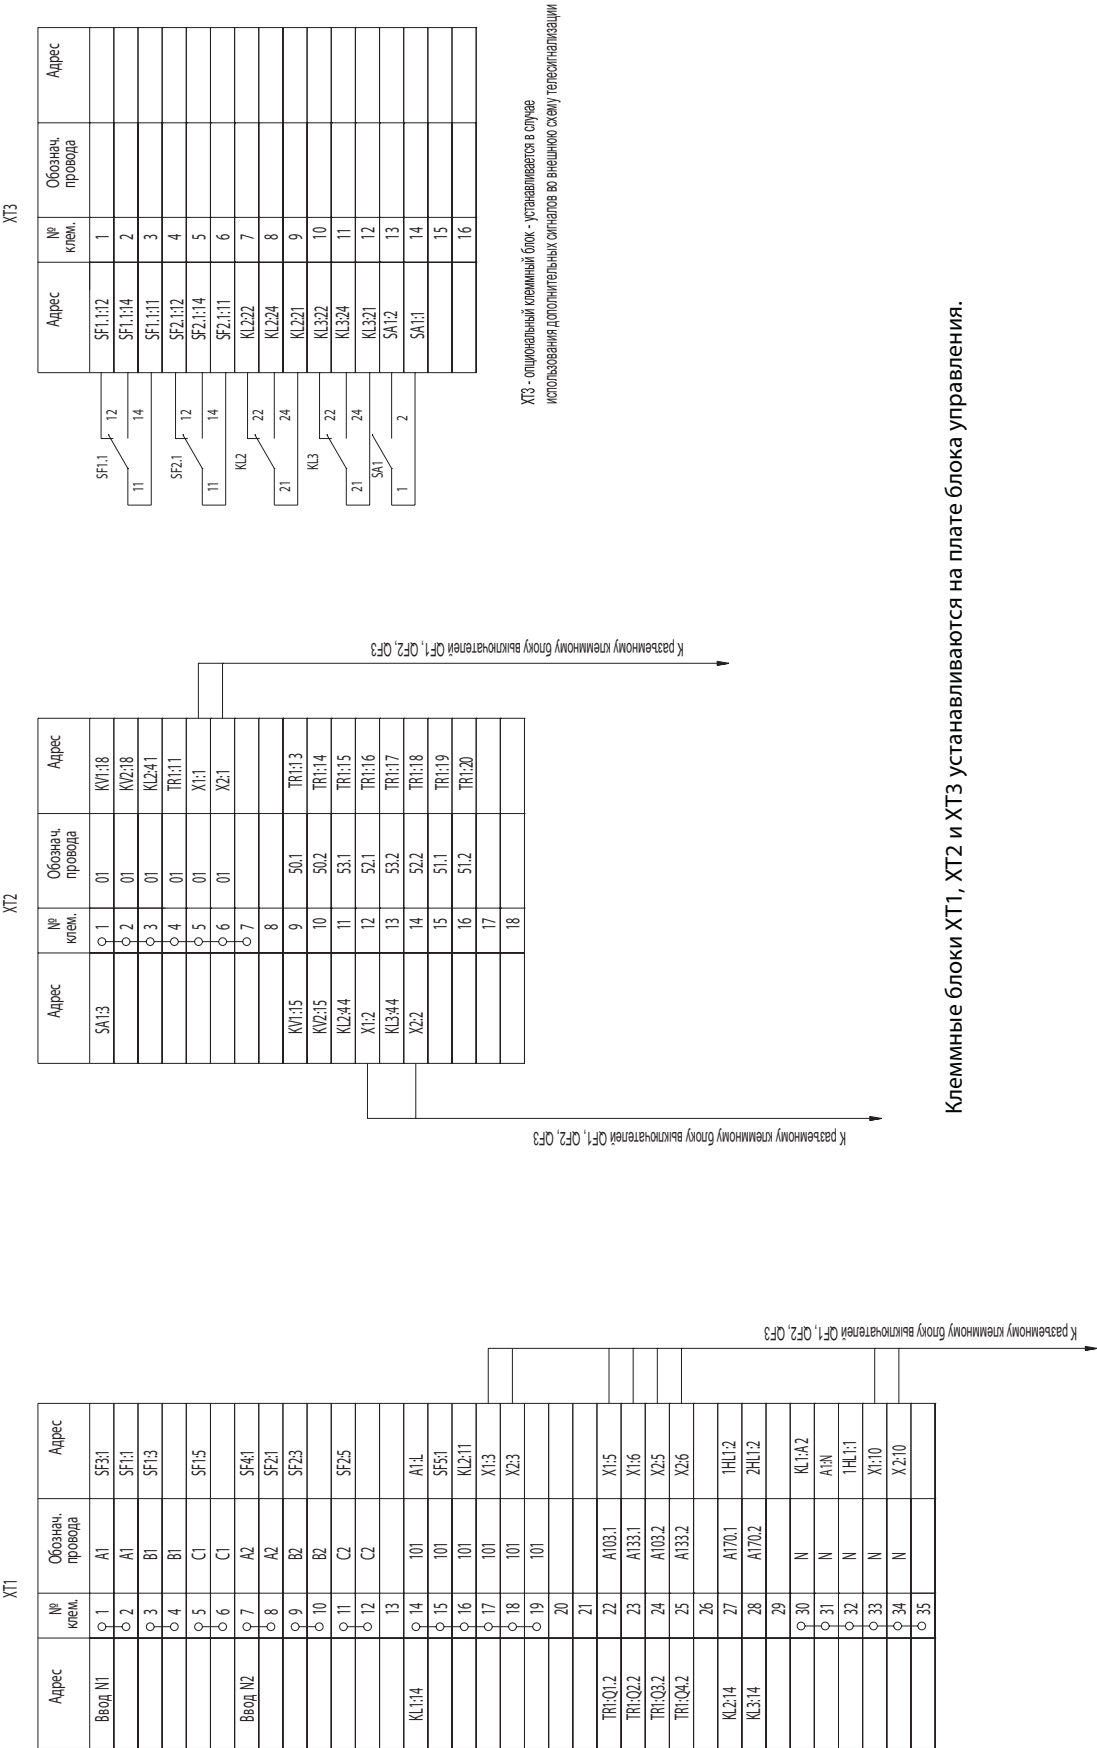 XT1
Адрес | № клем. | Обознач. провода | Адрес
Ввод N1 | 1 | A1 | SF3:1
2 | A1 | SF1:1
3 | B1 | SF1:3
4 | B1
5 | C1 | SF1:5
6 | C1
Ввод N2 | 7 | A2 | SF4:1
8 | A2 | SF2:1
9 | B2 | SF2:3
10 | B2
11 | C2 | SF2:5
12 | C2
13
KL1:14 | 14 | 101 | A1:L
15 | 101 | SF5:1
16 | 101 | KL2:11
17 | 101 | X1:3
18 | 101 | X2:3
19 | 101
20
21
TR1:Q1.2 | 22 | A103.1 | X1:5
TR1:Q2.2 | 23 | A133.1 | X1:6
TR1:Q3.2 | 24 | A103.2 | X2:5
TR1:Q4.2 | 25 | A133.2 | X2:6
26
KL2:14 | 27 | A170.1 | 1HL1:2
KL3:14 | 28 | A170.2 | 2HL1:2
29
30 | N | KL1:A2
31 | N | A1:N
32 | N | 1HL1:1
33 | N | X1:10
34 | N | X2:10
35
К разъемному клеммному блоку выключателей QF1, QF2, QF3
XT2
Адрес | № клем. | Обознач. провода | Адрес
SA1:3 | 1 | 01 | KV1:18
2 | 01 | KV2:18
3 | 01 | KL2:41
4 | 01 | TR1:11
5 | 01 | X1:1
6 | 01 | X2:1
7
8
KV1:15 | 9 | 50.1 | TR1:13
KV2:15 | 10 | 50.2 | TR1:14
KL2:44 | 11 | 53.1 | TR1:15
X1:2 | 12 | 52.1 | TR1:16
KL3:44 | 13 | 53.2 | TR1:17
X2:2 | 14 | 52.2 | TR1:18
15 | 51.1 | TR1:19
16 | 51.2 | TR1:20
17
18
К разъемному клеммному блоку выключателей QF1, QF2, QF3
К разъемному клеммному блоку выключателей QF1, QF2, QF3
XT3
Адрес | № клем. | Обознач. провода | Адрес
SF1.1:12 | 1
SF1.1:14 | 2
SF1.1:11 | 3
SF2.1:12 | 4
SF2.1:14 | 5
SF2.1:11 | 6
KL2:22 | 7
KL2:24 | 8
KL2:21 | 9
KL3:22 | 10
KL3:24 | 11
KL3:21 | 12
SA1:2 | 13
SA1:1 | 14
15
16
SF1.1 11 12 14
SF2.1 11 12 14
KL2 21 22 24
KL3 21 22 24
SA1 1 2
XT3 - опциональный клеммный блок - устанавливается в случае
использования дополнительных сигналов во внешнюю схему телесигнализации
Клеммные блоки XT1, XT2 и XT3 устанавливаются на плате блока управления.